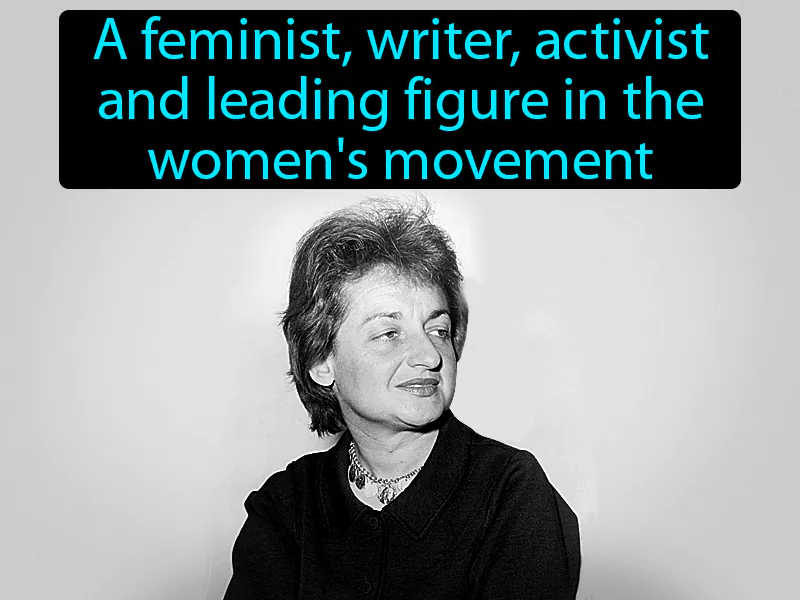 A feminist, writer, activist
and leading figure in the
women's movement